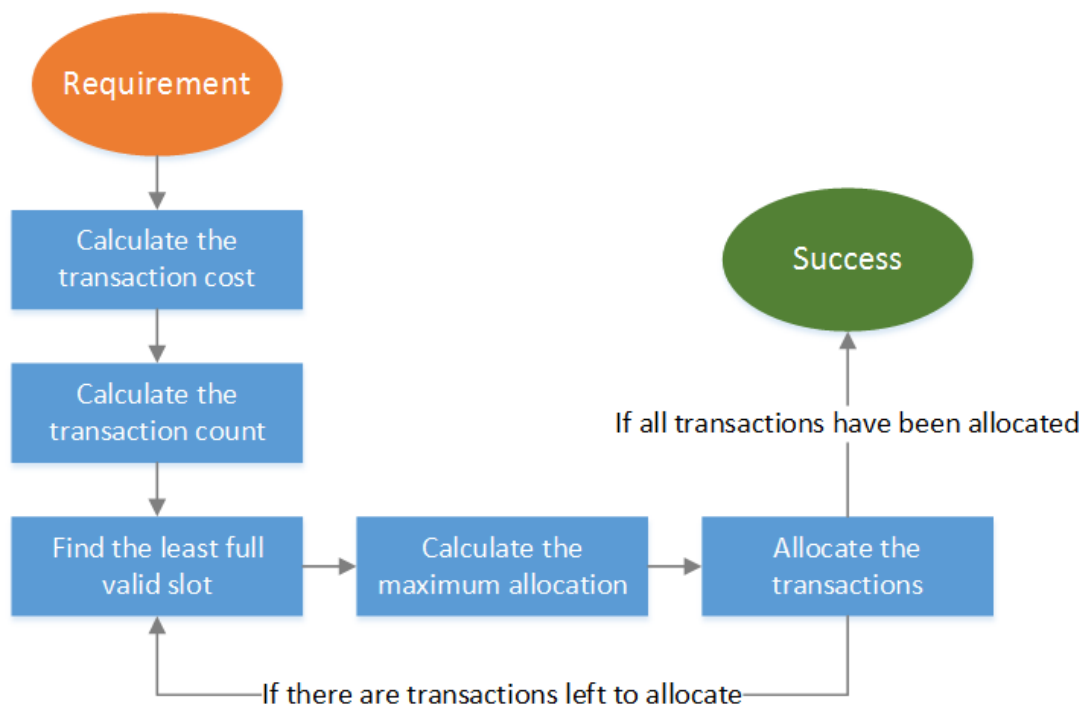 Requirement
Calculate the
transaction cost
Calculate the
transaction count
Find the least full
valid slot
Calculate the
maximum allocation
Allocate the
transactions
If all transactions have been allocated
Success
If there are transactions left to allocate